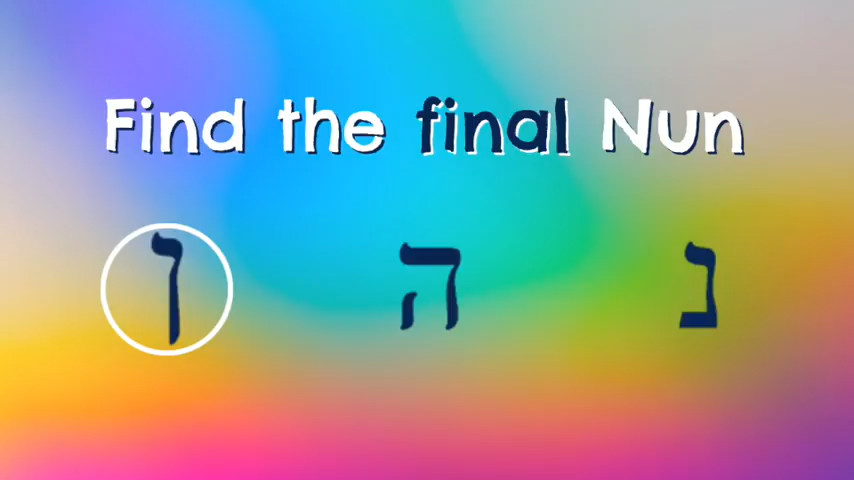 Find the final Nun
ן ה נ